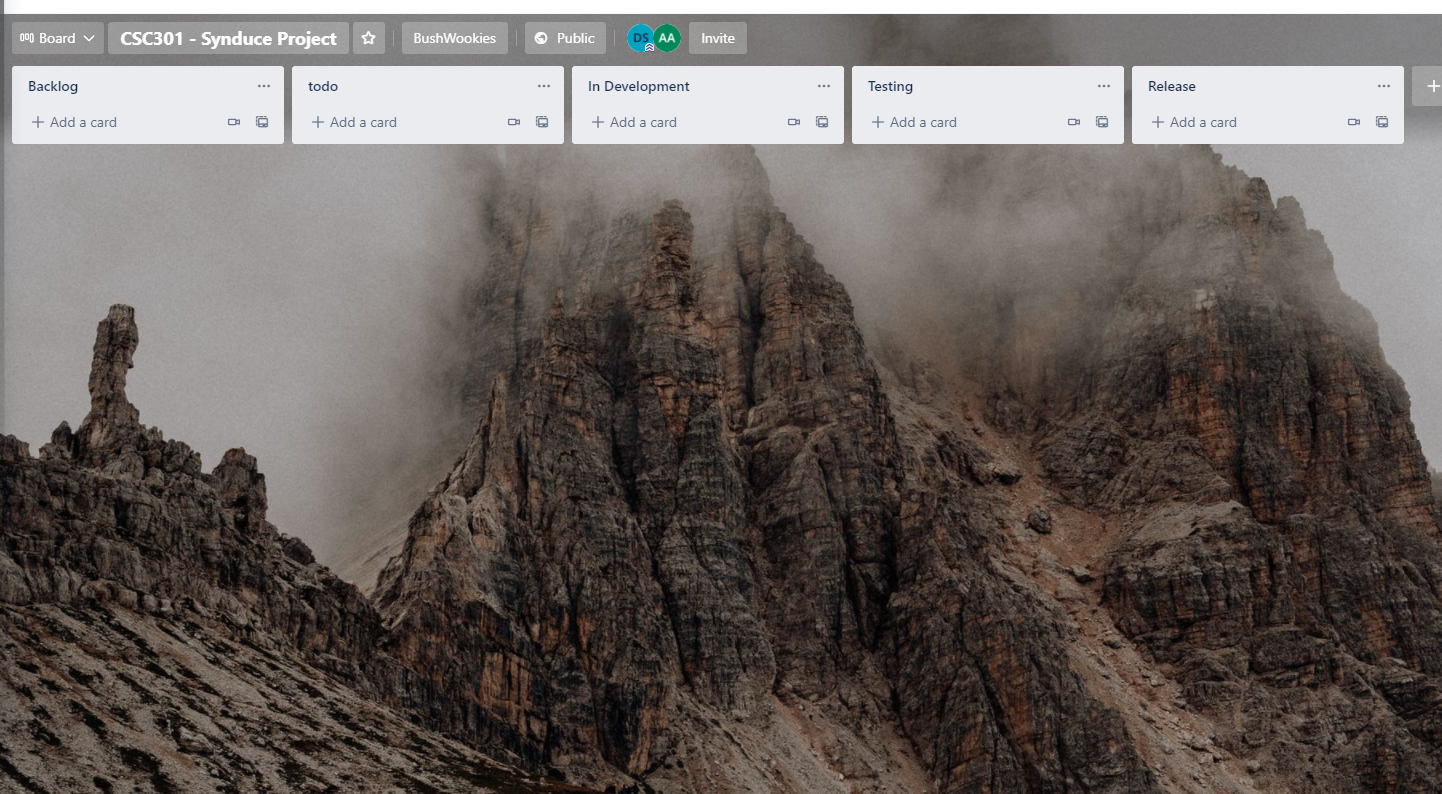 Board
CSC301 - Synduce Project
BushWookies
Public
DS
AA
Invite
Backlog
Add a card
todo
Add a card
In Development
Add a card
Testing
Add a card
Release
Add a card